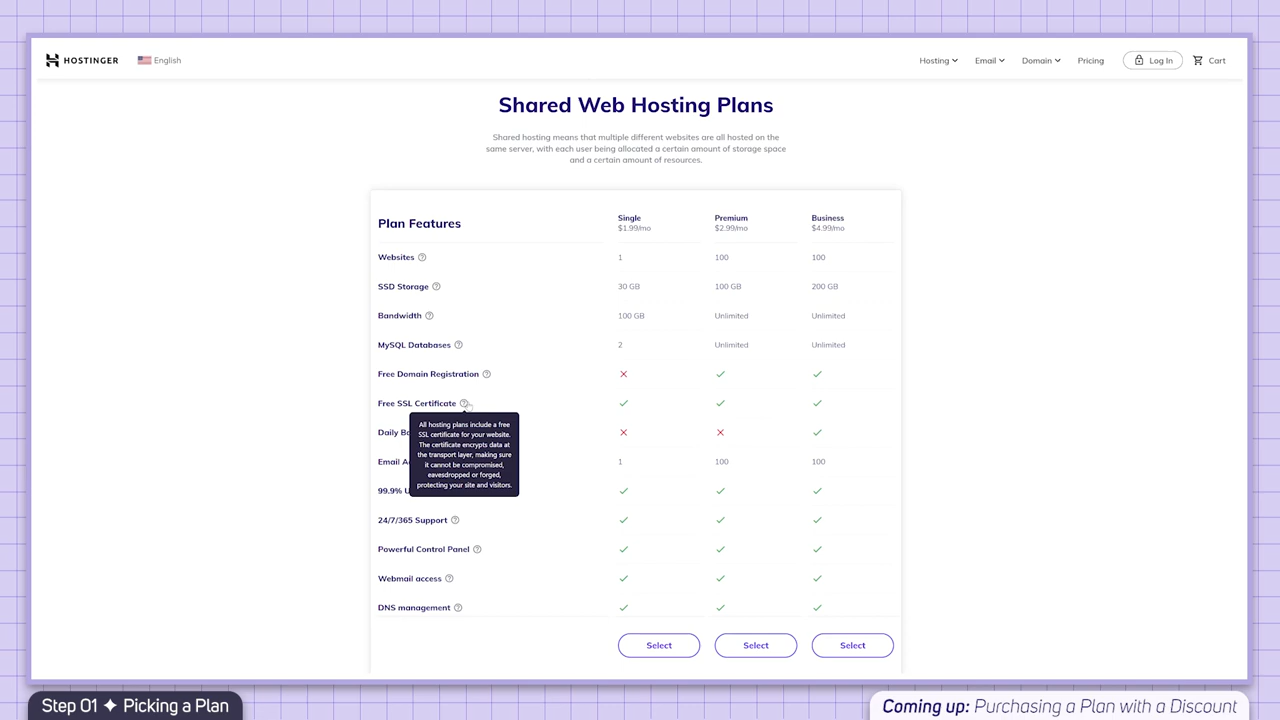 HOSTINGER
English
Hosting
Email
Domain
Pricing
Log In
Cart
Shared Web Hosting Plans
Shared hosting means that multiple different websites are all hosted on the
same server, with each user being allocated a certain amount of storage space
and a certain amount of resources.
Plan Features
Single
Premium
Business
$1.99/mo
$2.99/mo
$4.99/mo
Websites 1 100 100
SSD Storage 30 GB 100 GB 200 GB
Bandwidth 100 GB Unlimited Unlimited
MySQL Databases 2 Unlimited Unlimited
Free Domain Registration
Free SSL Certificate
All hosting plans include a free
SSL certificate for your website.
The certificate encrypts data at
the transport layer, making sure
it cannot be compromised,
eavesdropped or forged,
protecting your site and visitors.
Daily
Email 1 100 100
99.9%
24/7/365 Support
Powerful Control Panel
Webmail access
DNS management
Select
Select
Select
Step 01 ✦ Picking a Plan
Coming up: Purchasing a Plan with a Discount